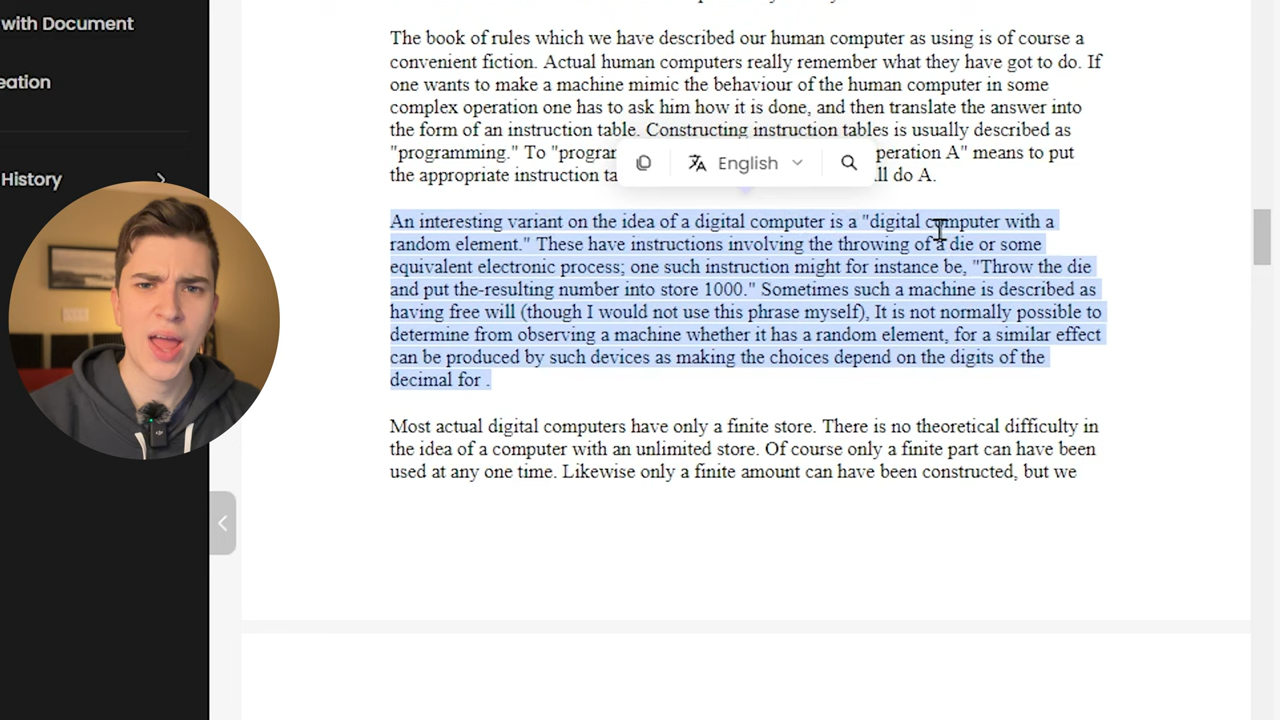 with Document
eation
History
The book of rules which we have described our human computer as using is of course a
convenient fiction. Actual human computers really remember what they have got to do. If
one wants to make a machine mimic the behaviour of the human computer in some
complex operation one has to ask him how it is done, and then translate the answer into
the form of an instruction table. Constructing instruction tables is usually described as
"programming." To "progran English peration A" means to put
the appropriate instruction ta ll do A.
An interesting variant on the idea of a digital computer is a "digital computer with a
random element." These have instructions involving the throwing of a die or some
equivalent electronic process; one such instruction might for instance be, "Throw the die
and put the-resulting number into store 1000." Sometimes such a machine is described as
having free will (though I would not use this phrase myself), It is not normally possible to
determine from observing a machine whether it has a random element, for a similar effect
can be produced by such devices as making the choices depend on the digits of the
decimal for .
Most actual digital computers have only a finite store. There is no theoretical difficulty in
the idea of a computer with an unlimited store. Of course only a finite part can have been
used at any one time. Likewise only a finite amount can have been constructed, but we